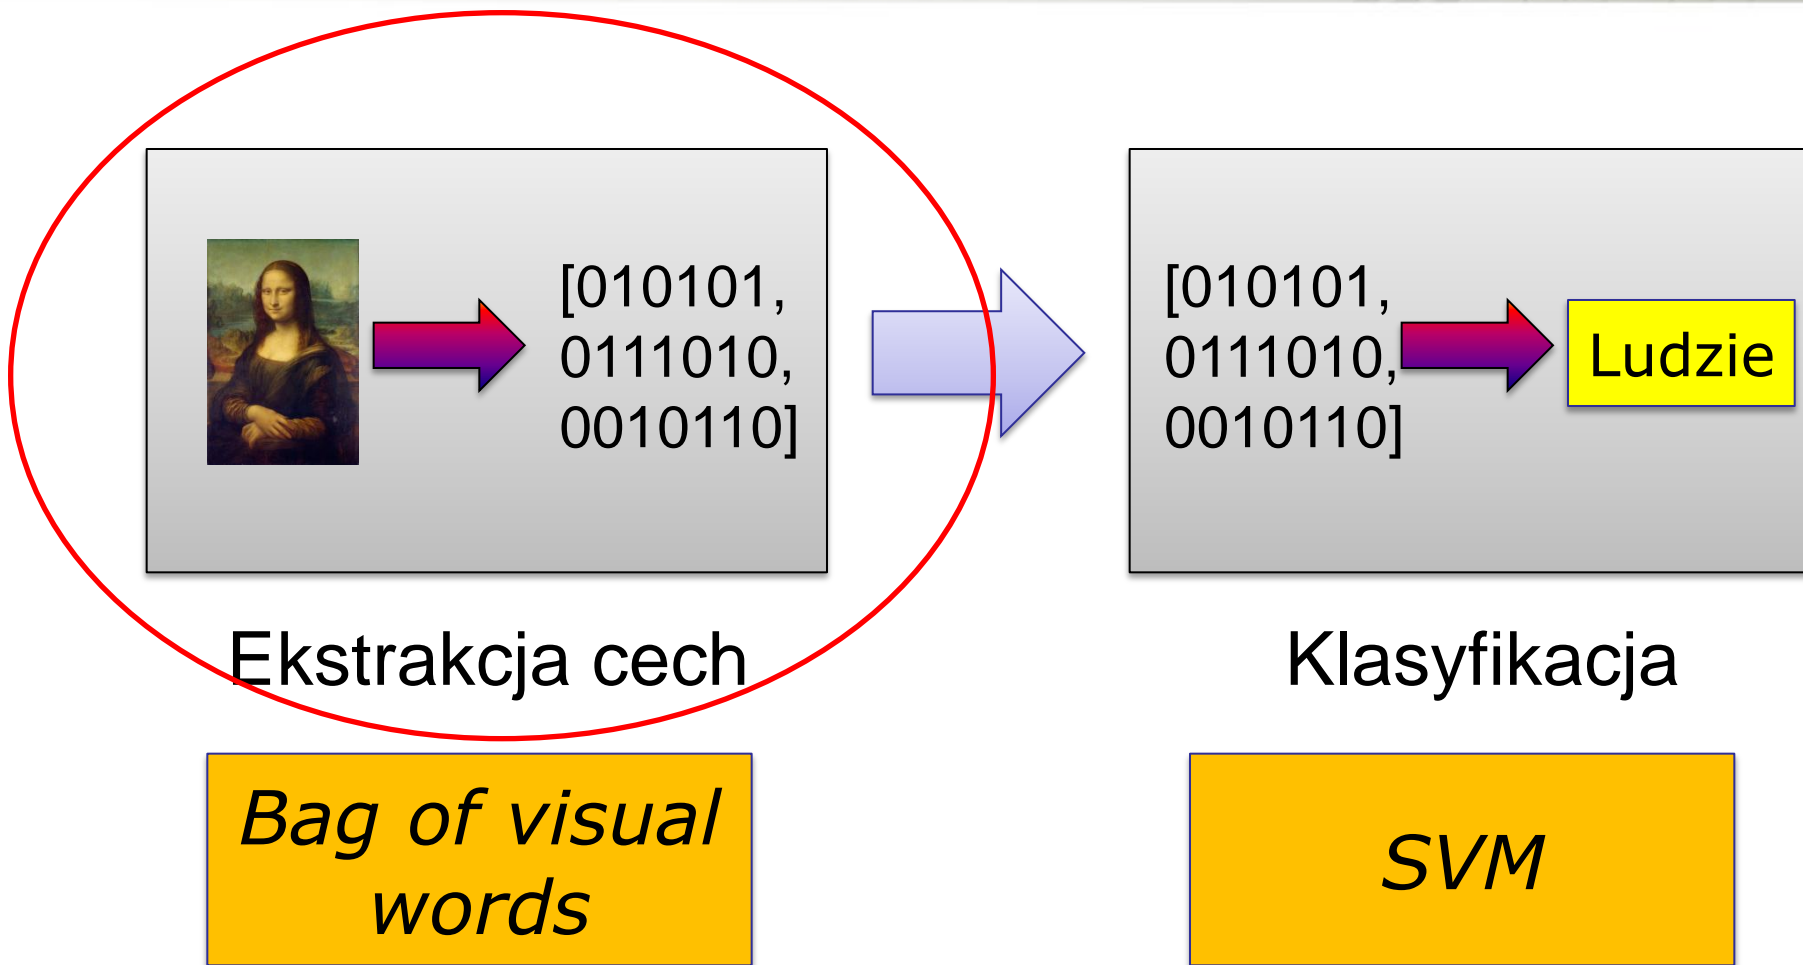 [010101,
0111010,
0010110]
Ekstrakcja cech
Bag of visual
words
[010101,
0111010,
0010110]
Ludzie
Klasyfikacja
SVM